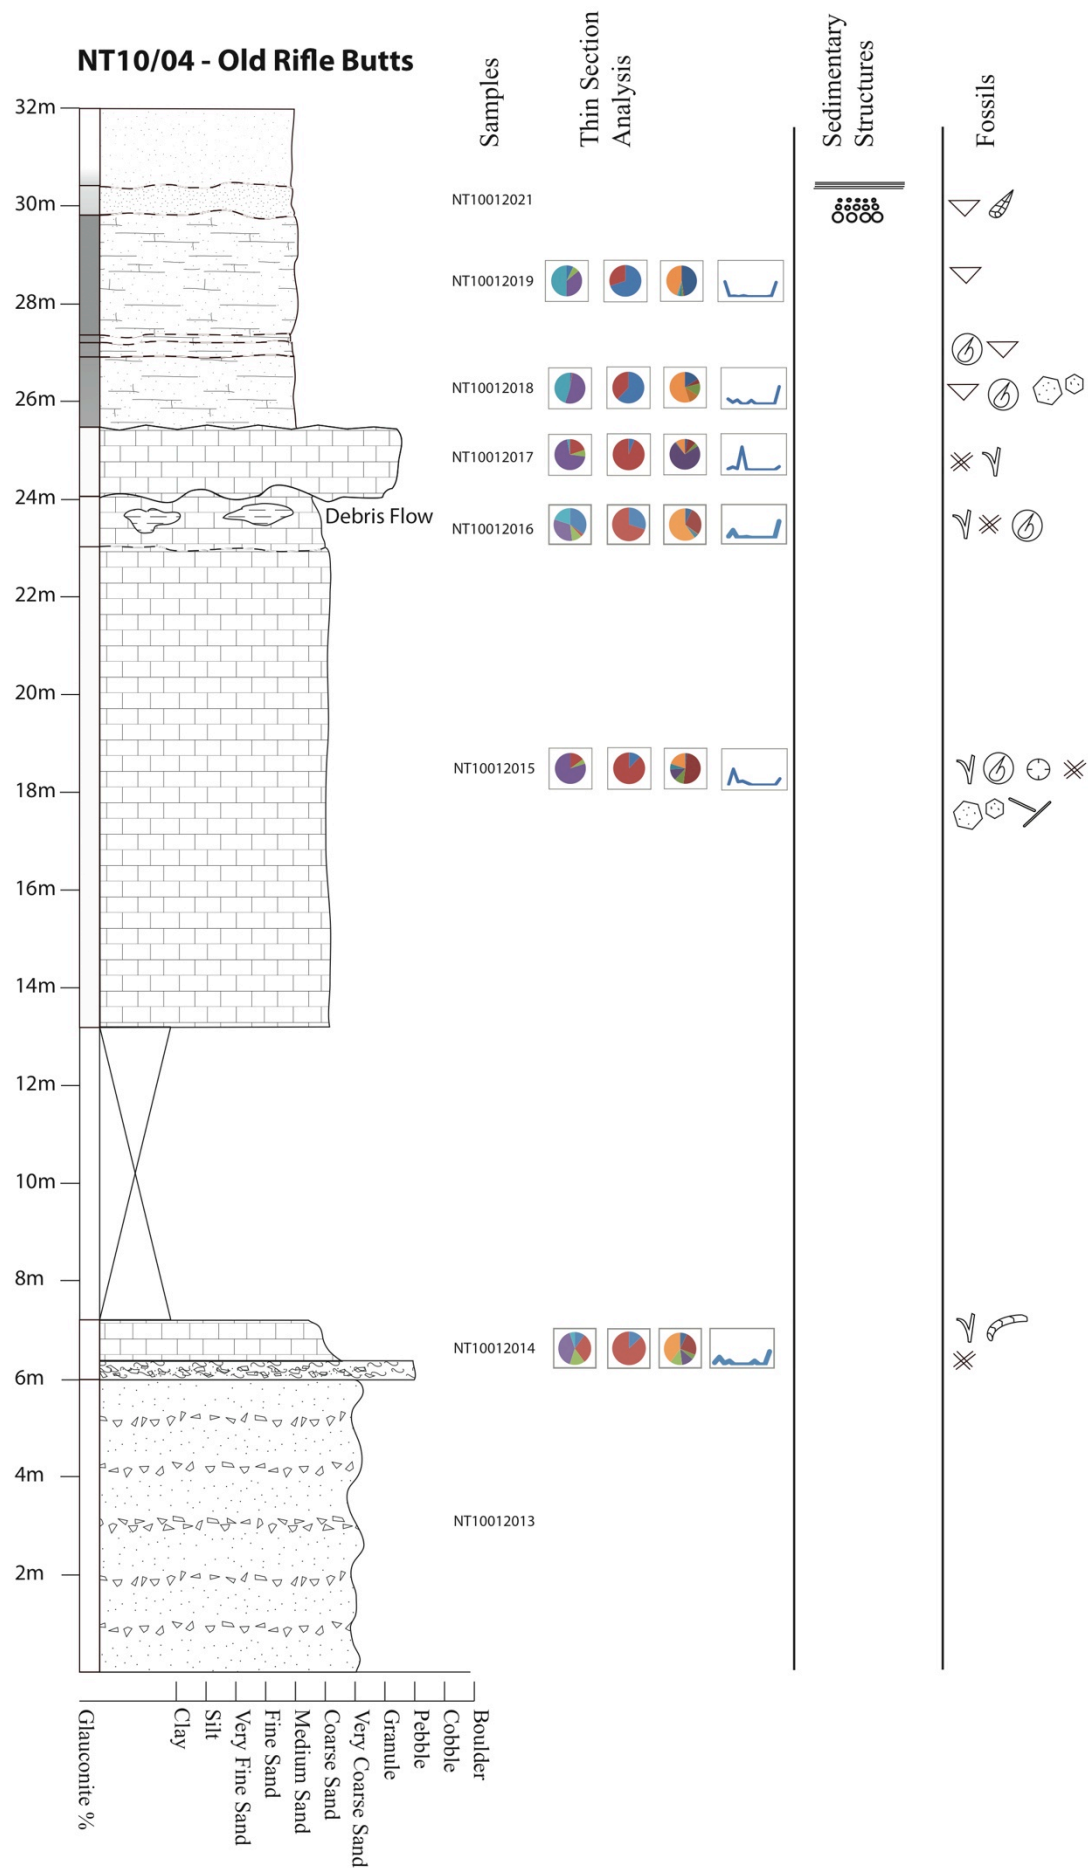 NT10/04 - Old Rifle Butts
Samples
Thin Section
Analysis
Sedimentary
Structures
Fossils
32m
30m
NT10012021
NT10012019
28m
NT10012018
26m
NT10012017
24m
Debris Flow
NT10012016
22m
20m
NT10012015
18m
16m
14m
12m
10m
8m
NT10012014
6m
4m
NT10012013
2m
Glauconite %
Clay
Silt
Very Fine Sand
Fine Sand
Medium Sand
Coarse Sand
Very Coarse Sand
Granule
Pebble
Cobble
Boulder